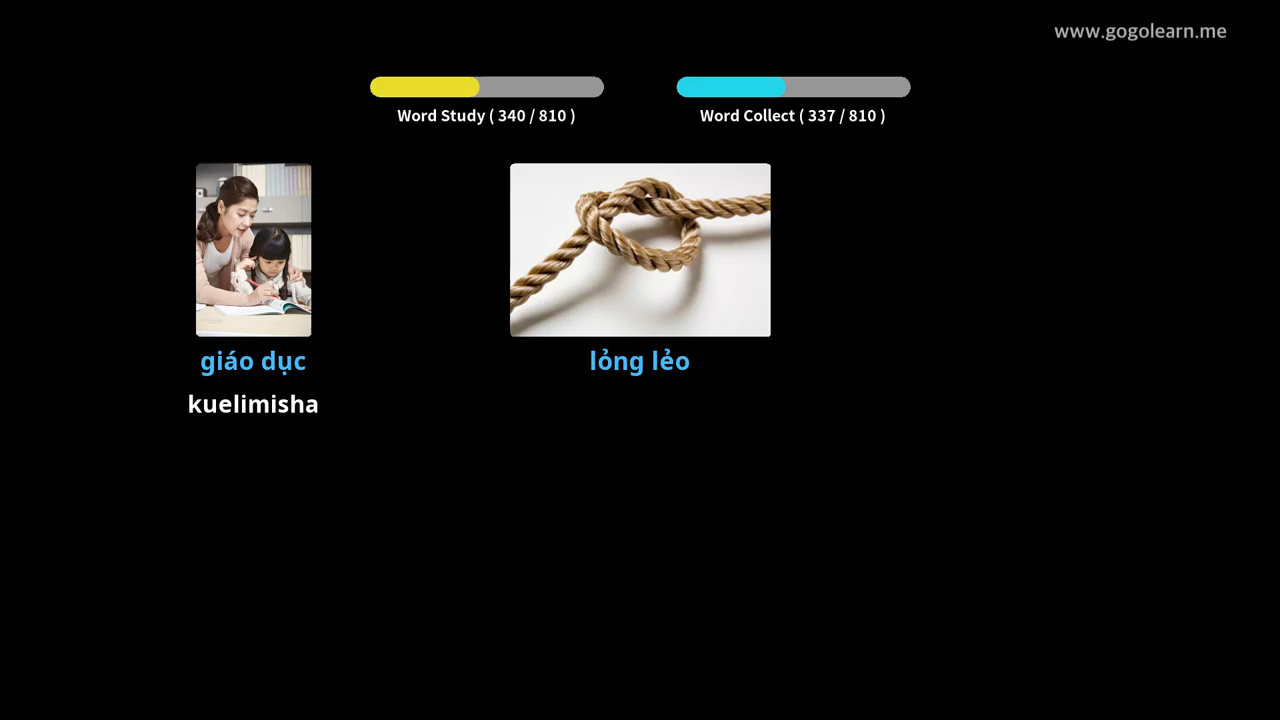 www.gogolearn.me
Word Study ( 340 / 810 )
Word Collect ( 337 / 810 )
giáo dục
lỏng lẻo
kuelimisha